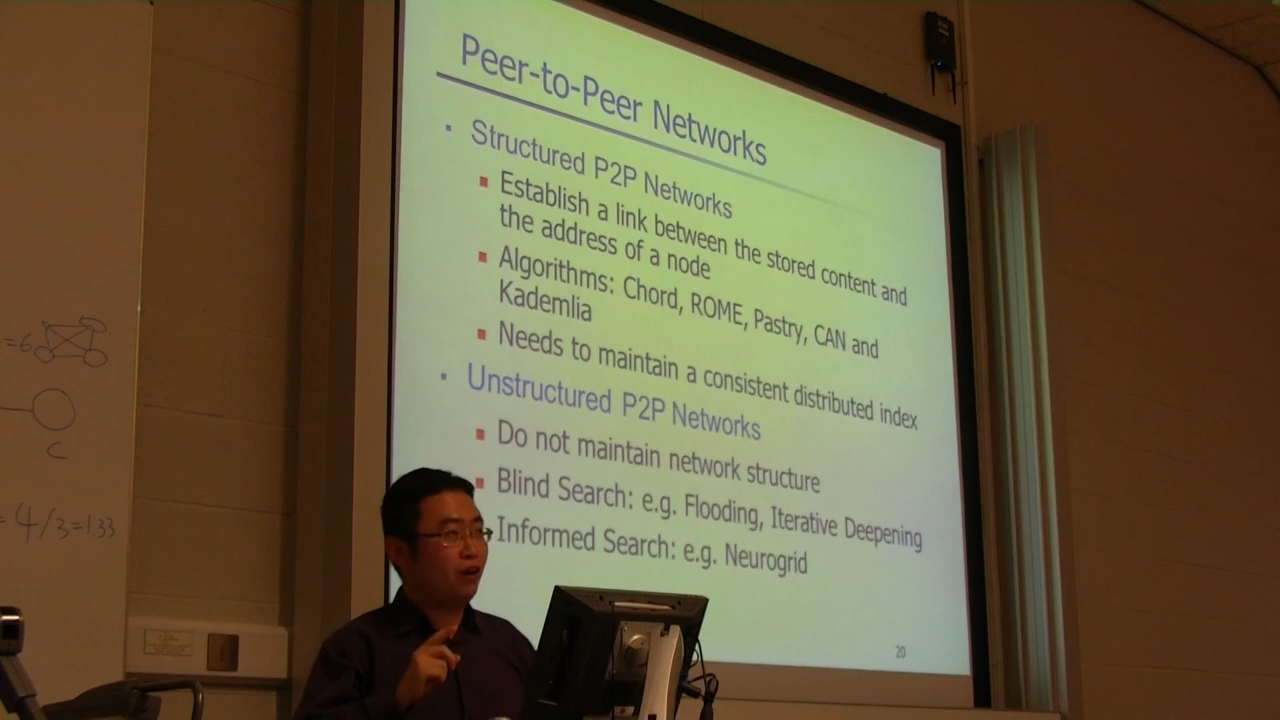 Peer-to-Peer Networks
Structured P2P Networks
Establish a link between the stored content and
the address of a node
Algorithms: Chord, ROME, Pastry, CAN and
Kademlia
Needs to maintain a consistent distributed index
Unstructured P2P Networks
Do not maintain network structure
Blind Search: e.g. Flooding, Iterative Deepening
Informed Search: e.g. Neurogrid
20
=6
C
= 4/3=1.33